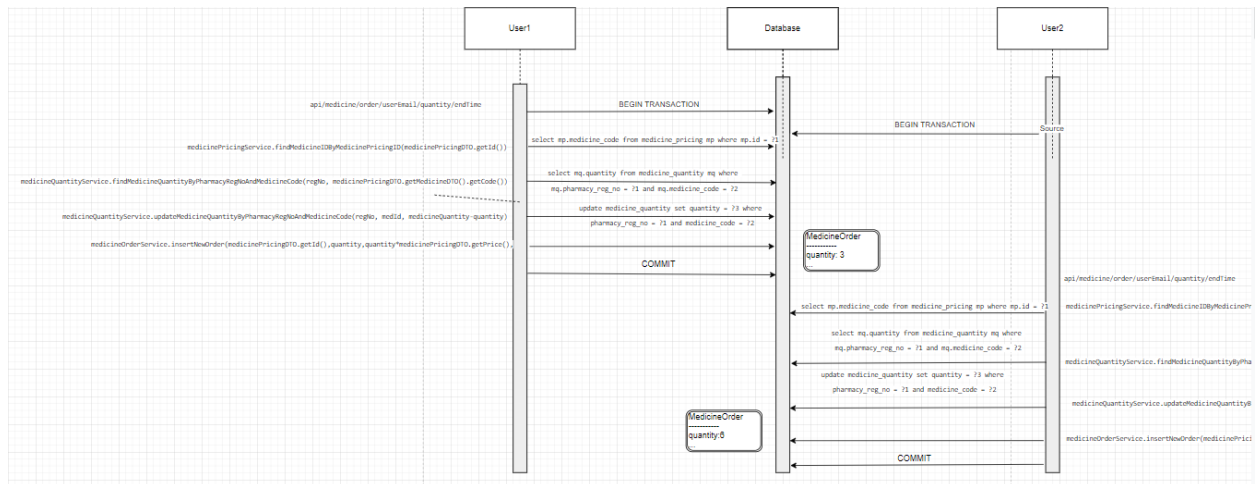 User1
Database
User2
api/medicine/order/userEmail/quantity/endTime
BEGIN TRANSACTION
BEGIN TRANSACTION
Source
select mp.medicine_code from medicine_pricing mp where mp.id = ?1
medicinePricingService.findMedicineIDByMedicinePricingID(medicinePricingDTO.getId())
select mq.quantity from medicine_quantity mq where
medicineQuantityService.findMedicineQuantityByPharmacyRegNoAndMedicineCode(regNo, medicinePricingDTO.getMedicineDTO().getCode())
mq.pharmacy_reg_no = ?1 and mq.medicine_code = ?2
update medicine_quantity set quantity = ?3 where
medicineQuantityService.updateMedicineQuantityByPharmacyRegNoAndMedicineCode(regNo, medId, medicineQuantity-quantity)
pharmacy_reg_no = ?1 and medicine_code = ?2
medicineOrderService.insertNewOrder(medicinePricingDTO.getId(),quantity,quantity*medicinePricingDTO.getPrice(),
MedicineOrder
-----------
quantity: 3
...
COMMIT
api/medicine/order/userEmail/quantity/endTime
select mp.medicine_code from medicine_pricing mp where mp.id = ?1
medicinePricingService.findMedicineIDByMedicinePr
select mq.quantity from medicine_quantity mq where
mq.pharmacy_reg_no = ?1 and mq.medicine_code = ?2
medicineQuantityService.findMedicineQuantityByPha
update medicine_quantity set quantity = ?3 where
pharmacy_reg_no = ?1 and medicine_code = ?2
medicineQuantityService.updateMedicineQuantityB
MedicineOrder
-----------
quantity:6
...
medicineOrderService.insertNewOrder(medicinePrici
COMMIT